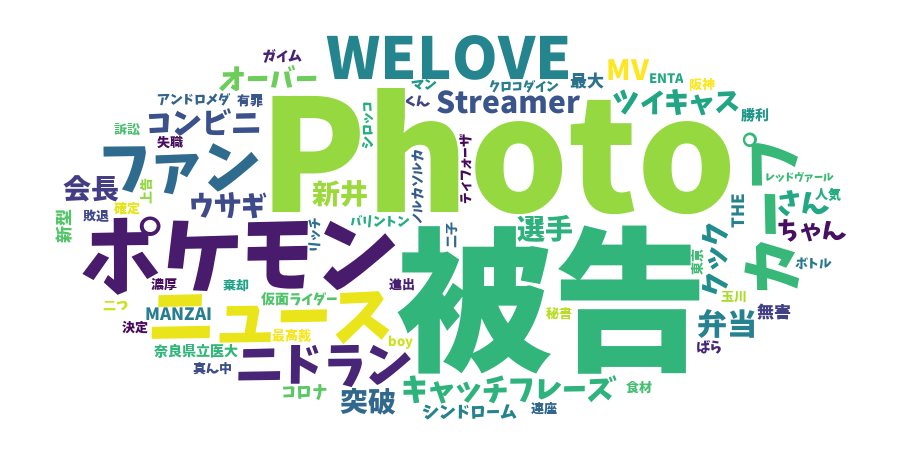 WELOVE
ガイム
オーバー
マン
クロコダイン
最大
MV
ENTA
阪神
アンドロメダ
有罪
くん
Streamer
ツイキャス
勝利
訴訟
コンビニ
失職
シロッコ
Photo
ティフォーザ
ファン
会長
上告
ウサギ
新井
ノルカソルカ
カープ
レッドヴァール
さん
人気
確定
敗退
新型
バリントン
選手
THE
ちゃん
ポケモン
リッチ
ニチ
被告
東京
クック
ボトル
濃厚
棄却
進出
二つ
MANZAI
ニュース
仮面ライダー
秘書
玉川
無害
弁当
決定
最高裁
boy
ばら
奈良県立医大
真ん中
ニドラン
コロナ
突破
キャッチフレーズ
食材
シンドローム
連座